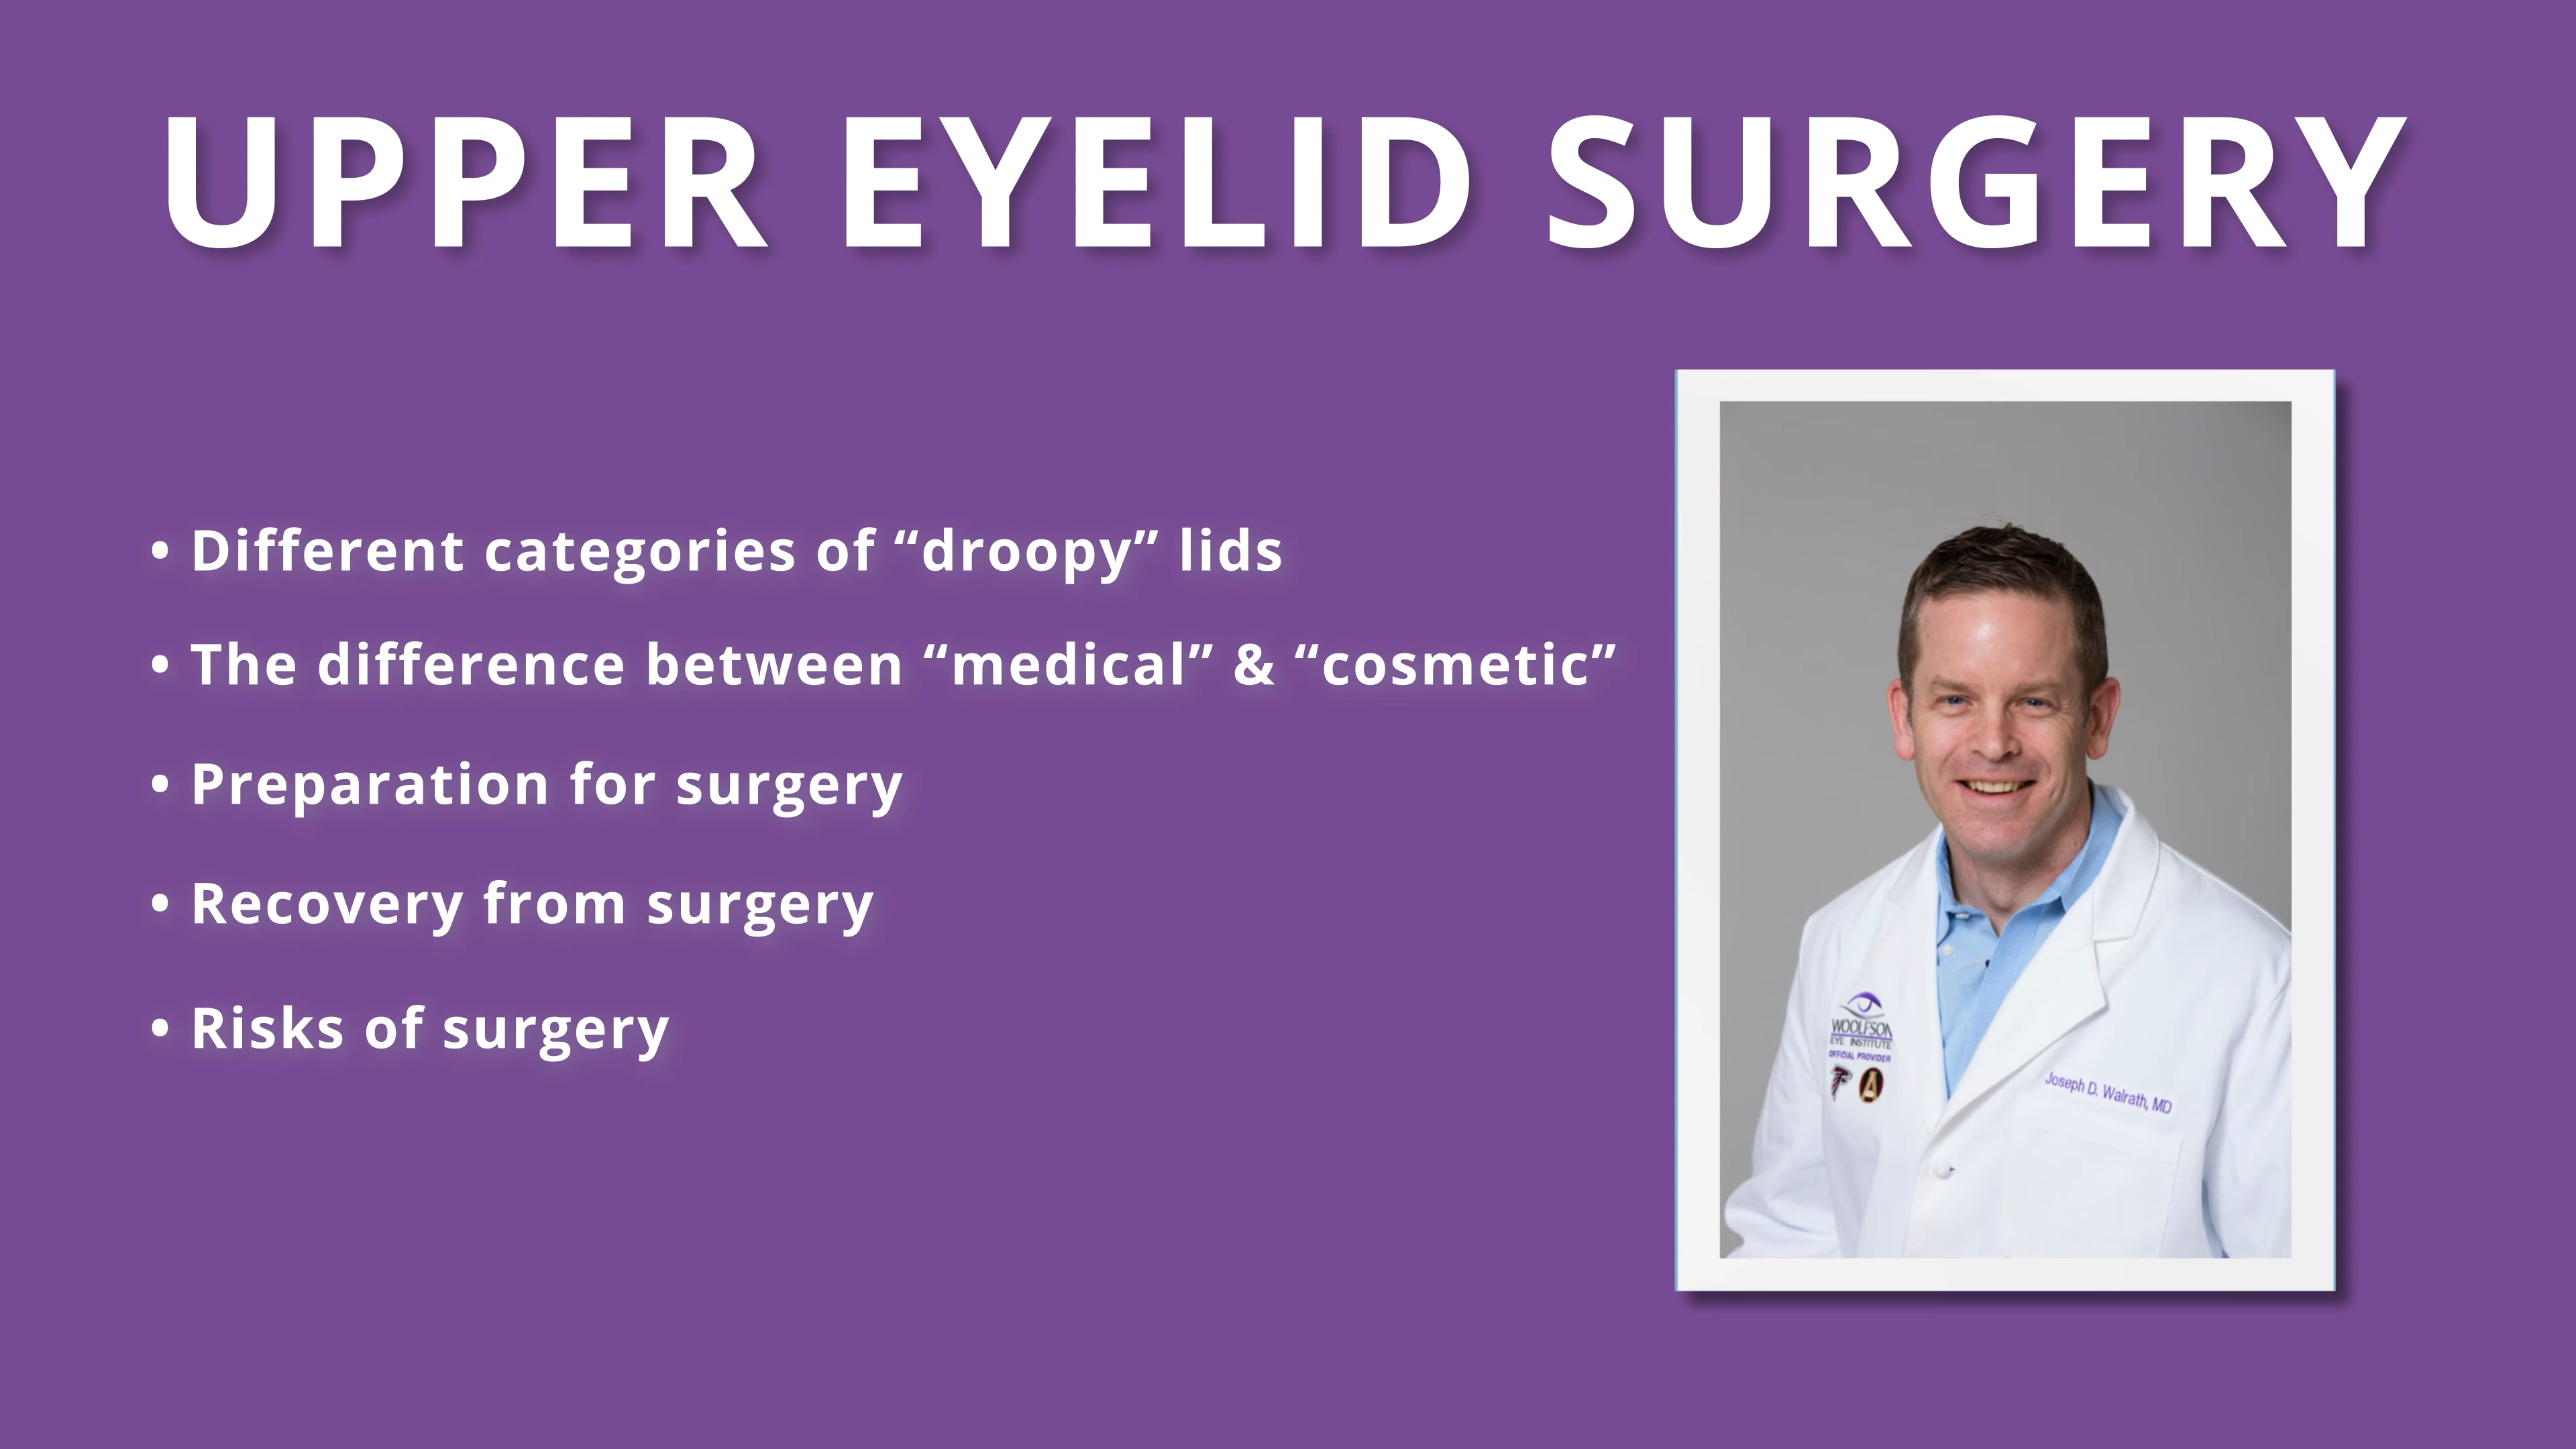 UPPER EYELID SURGERY
• Different categories of “droopy” lids
• The difference between “medical” & “cosmetic”
• Preparation for surgery
• Recovery from surgery
• Risks of surgery
WOOLFSON
EYE INSTITUTE
OFFICIAL PROVIDER
A
Joseph D. Walrath, MD